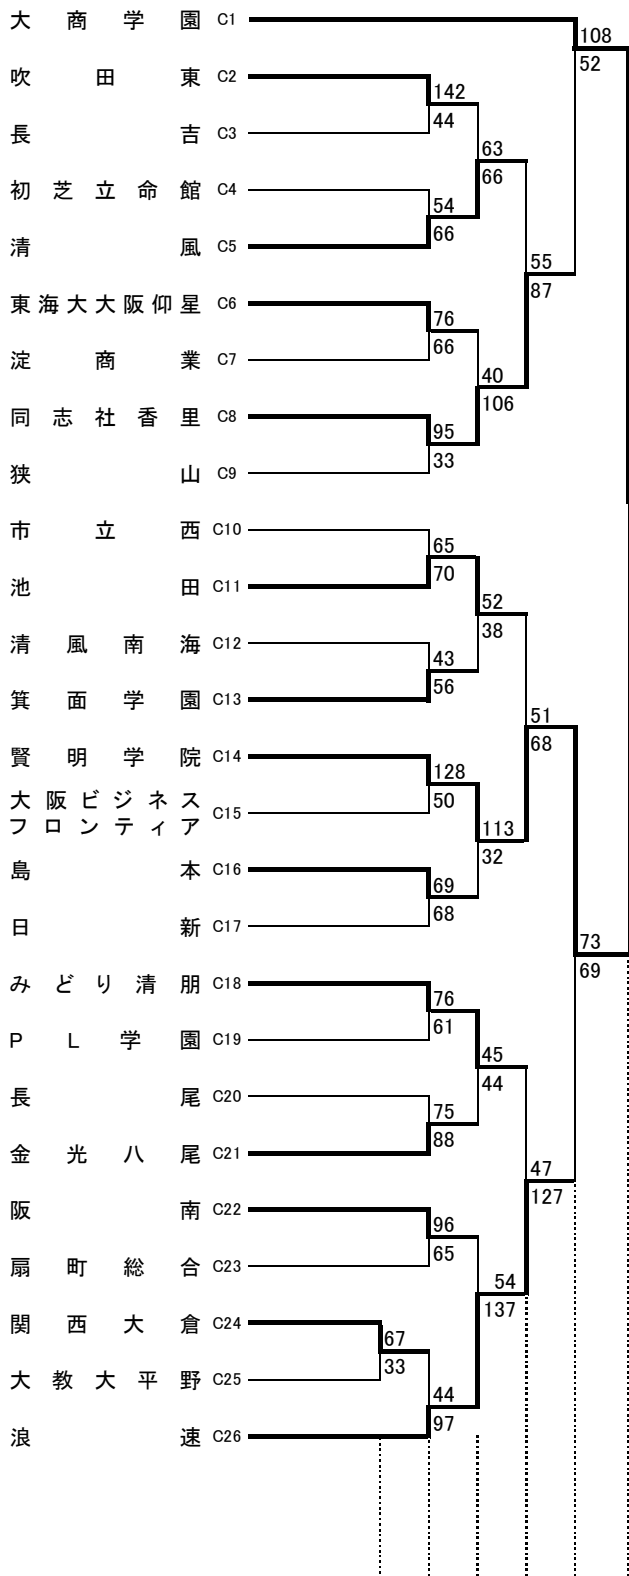 大商学園 C1
108
52
吹田東 C2
142
44
長吉 C3
63
66
初芝立命館 C4
54
66
清風 C5
55
87
東海大大阪仰星 C6
76
66
淀商業 C7
40
106
同志社香里 C8
95
33
狭山 C9
市立西 C10
65
70
池田 C11
52
38
清風南海 C12
43
56
箕面学園 C13
51
68
賢明学院 C14
128
50
大阪ビジネス
フロンティア C15
113
32
島本 C16
69
68
日新 C17
73
69
みどり清朋 C18
76
61
PL学園 C19
45
44
長尾 C20
75
88
金光八尾 C21
47
127
阪南 C22
96
65
扇町総合 C23
54
137
関西大倉 C24
67
33
大教大平野 C25
44
97
浪速 C26